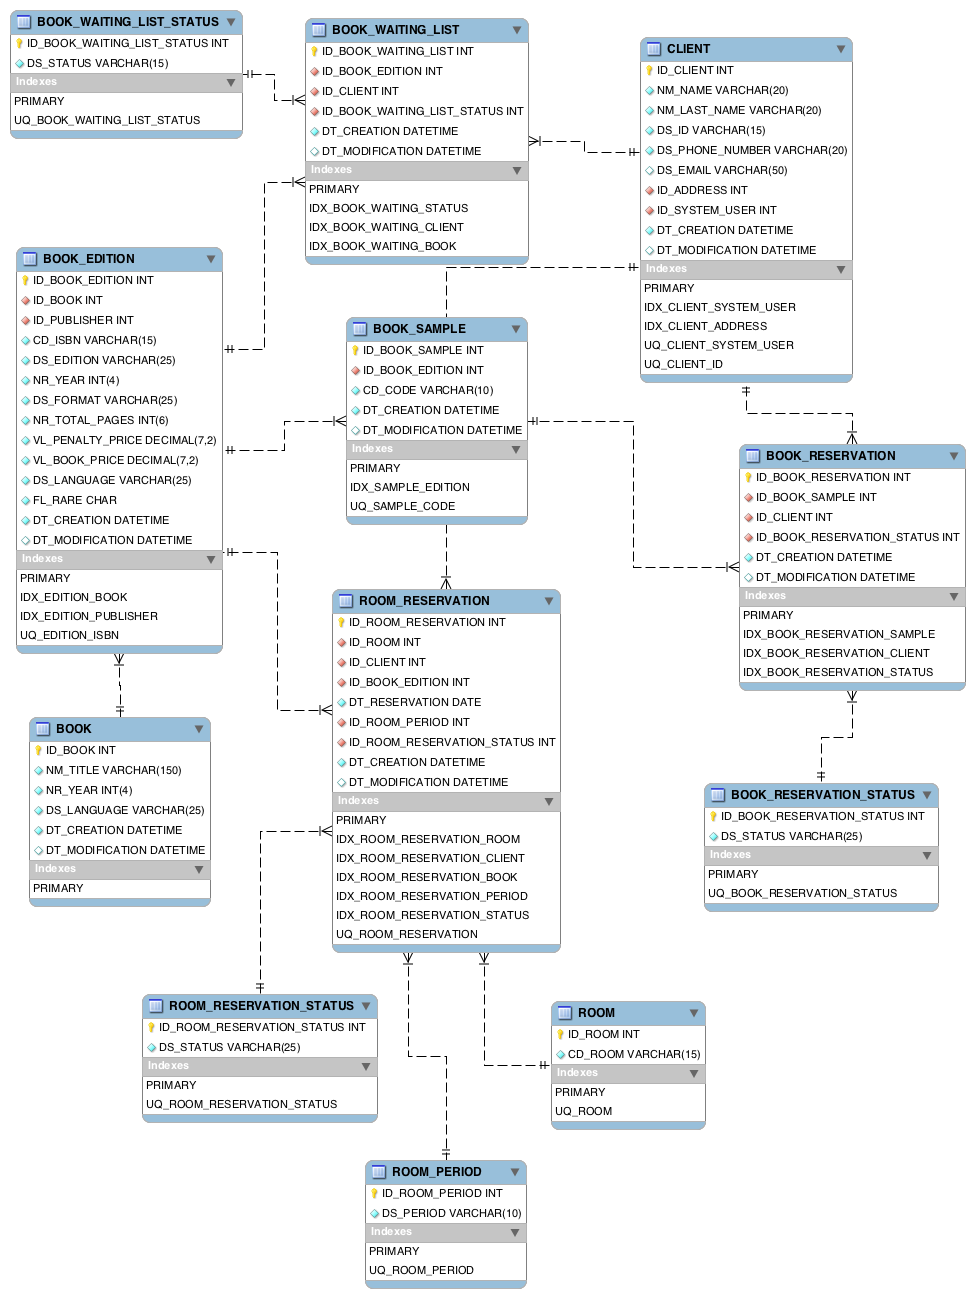 BOOK_WAITING_LIST_STATUS
ID_BOOK_WAITING_LIST_STATUS INT
DS_STATUS VARCHAR(15)
Indexes
PRIMARY
UQ_BOOK_WAITING_LIST_STATUS
BOOK_WAITING_LIST
ID_BOOK_WAITING_LIST INT
ID_BOOK_EDITION INT
ID_CLIENT INT
ID_BOOK_WAITING_LIST_STATUS INT
DT_CREATION DATETIME
DT_MODIFICATION DATETIME
Indexes
PRIMARY
IDX_BOOK_WAITING_STATUS
IDX_BOOK_WAITING_CLIENT
IDX_BOOK_WAITING_BOOK
CLIENT
ID_CLIENT INT
NM_NAME VARCHAR(20)
NM_LAST_NAME VARCHAR(20)
DS_ID VARCHAR(15)
DS_PHONE_NUMBER VARCHAR(20)
DS_EMAIL VARCHAR(50)
ID_ADDRESS INT
ID_SYSTEM_USER INT
DT_CREATION DATETIME
DT_MODIFICATION DATETIME
Indexes
PRIMARY
IDX_CLIENT_SYSTEM_USER
IDX_CLIENT_ADDRESS
UQ_CLIENT_SYSTEM_USER
UQ_CLIENT_ID
BOOK_EDITION
ID_BOOK_EDITION INT
ID_BOOK INT
ID_PUBLISHER INT
CD_ISBN VARCHAR(15)
DS_EDITION VARCHAR(25)
NR_YEAR INT(4)
DS_FORMAT VARCHAR(25)
NR_TOTAL_PAGES INT(6)
VL_PENALTY_PRICE DECIMAL(7,2)
VL_BOOK_PRICE DECIMAL(7,2)
DS_LANGUAGE VARCHAR(25)
FL_RARE CHAR
DT_CREATION DATETIME
DT_MODIFICATION DATETIME
Indexes
PRIMARY
IDX_EDITION_BOOK
IDX_EDITION_PUBLISHER
UQ_EDITION_ISBN
BOOK_SAMPLE
ID_BOOK_SAMPLE INT
ID_BOOK_EDITION INT
CD_CODE VARCHAR(10)
DT_CREATION DATETIME
DT_MODIFICATION DATETIME
Indexes
PRIMARY
IDX_SAMPLE_EDITION
UQ_SAMPLE_CODE
BOOK_RESERVATION
ID_BOOK_RESERVATION INT
ID_BOOK_SAMPLE INT
ID_CLIENT INT
ID_BOOK_RESERVATION_STATUS INT
DT_CREATION DATETIME
DT_MODIFICATION DATETIME
Indexes
PRIMARY
IDX_BOOK_RESERVATION_SAMPLE
IDX_BOOK_RESERVATION_CLIENT
IDX_BOOK_RESERVATION_STATUS
ROOM_RESERVATION
ID_ROOM_RESERVATION INT
ID_ROOM INT
ID_CLIENT INT
ID_BOOK_EDITION INT
DT_RESERVATION DATE
ID_ROOM_PERIOD INT
ID_ROOM_RESERVATION_STATUS INT
DT_CREATION DATETIME
DT_MODIFICATION DATETIME
Indexes
PRIMARY
IDX_ROOM_RESERVATION_ROOM
IDX_ROOM_RESERVATION_CLIENT
IDX_ROOM_RESERVATION_BOOK
IDX_ROOM_RESERVATION_PERIOD
IDX_ROOM_RESERVATION_STATUS
UQ_ROOM_RESERVATION
BOOK
ID_BOOK INT
NM_TITLE VARCHAR(150)
NR_YEAR INT(4)
DS_LANGUAGE VARCHAR(25)
DT_CREATION DATETIME
DT_MODIFICATION DATETIME
Indexes
PRIMARY
BOOK_RESERVATION_STATUS
ID_BOOK_RESERVATION_STATUS INT
DS_STATUS VARCHAR(25)
Indexes
PRIMARY
UQ_BOOK_RESERVATION_STATUS
ROOM_RESERVATION_STATUS
ID_ROOM_RESERVATION_STATUS INT
DS_STATUS VARCHAR(25)
Indexes
PRIMARY
UQ_ROOM_RESERVATION_STATUS
ROOM
ID_ROOM INT
CD_ROOM VARCHAR(15)
Indexes
PRIMARY
UQ_ROOM
ROOM_PERIOD
ID_ROOM_PERIOD INT
DS_PERIOD VARCHAR(10)
Indexes
PRIMARY
UQ_ROOM_PERIOD